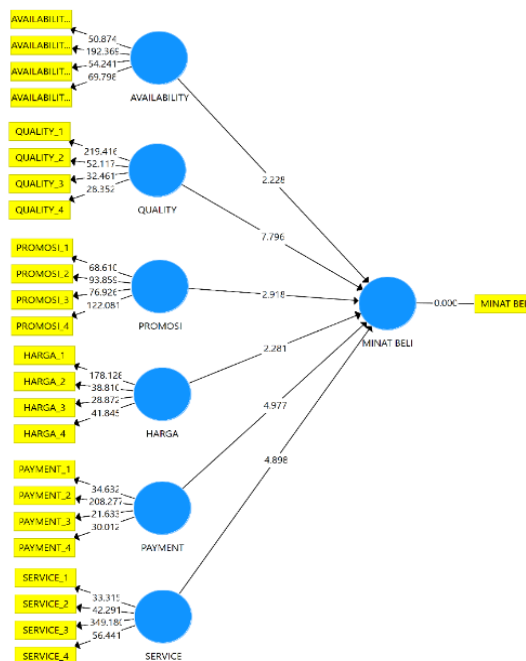 AVAILABILIT...
50.874
AVAILABILIT...
192.369
AVAILABILIT...
54.241
AVAILABILIT...
69.798
AVAILABILITY
QUALITY_1
219.416
QUALITY_2
52.117
QUALITY_3
32.461
QUALITY_4
28.352
QUALITY
PROMOSI_1
68.610
PROMOSI_2
93.859
PROMOSI_3
76.926
PROMOSI_4
122.081
PROMOSI
HARGA_1
178.126
HARGA_2
38.810
HARGA_3
28.872
HARGA_4
41.845
HARGA
PAYMENT_1
34.632
PAYMENT_2
208.277
PAYMENT_3
21.633
PAYMENT_4
30.012
PAYMENT
SERVICE_1
33.315
SERVICE_2
42.291
SERVICE_3
349.180
SERVICE_4
56.441
SERVICE
2.228
7.796
2.918
2.281
4.977
4.898
MINAT BELI
0.000
MINAT BEL